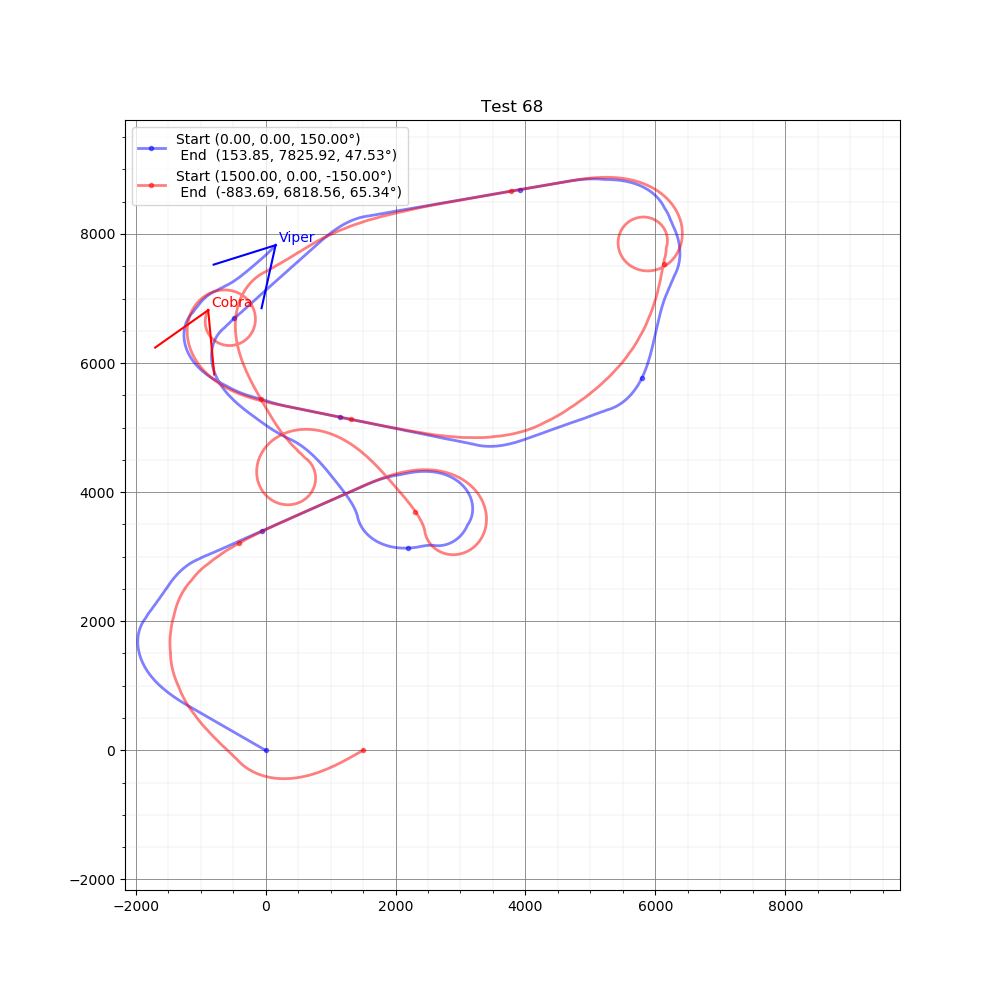 Test 68
Start (0.00, 0.00, 150.00°)
End (153.85, 7825.92, 47.53°)
Start (1500.00, 0.00, -150.00°)
End (-883.69, 6818.56, 65.34°)
Viper
Cobra
8000
6000
4000
2000
0
−2000
−2000 0 2000 4000 6000 8000